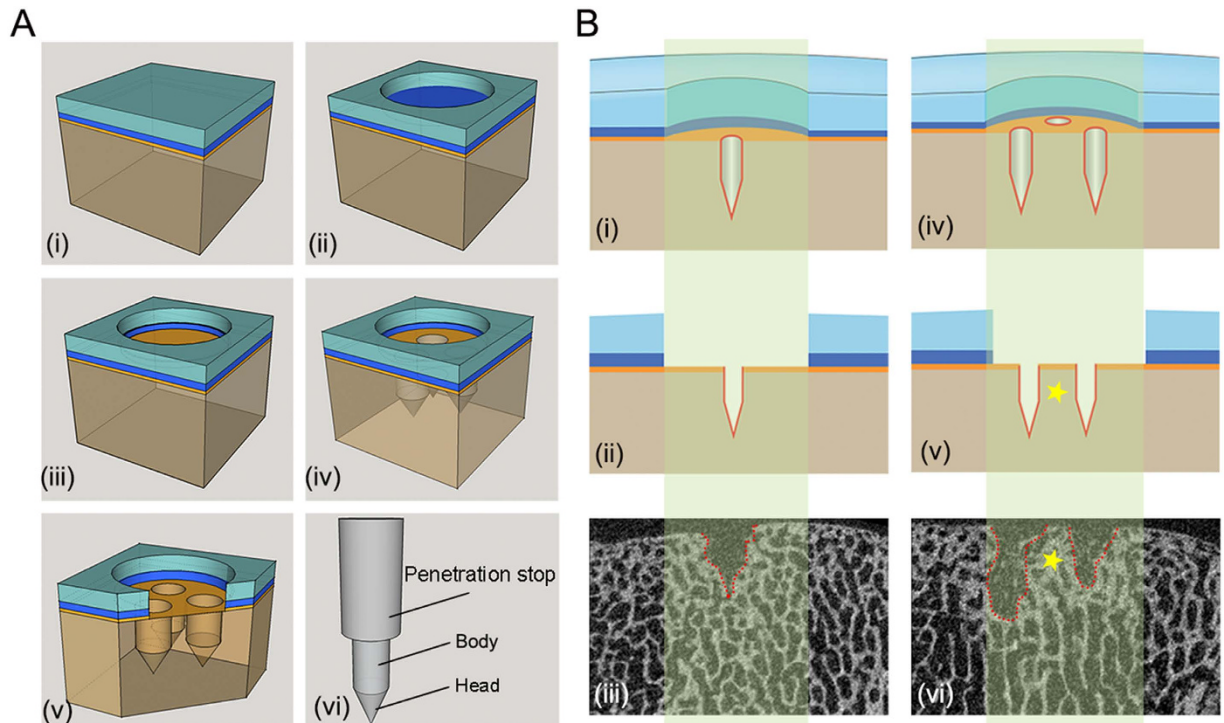 A
B
(i)
(ii)
(i)
(iv)
(iii)
(iv)
(ii)
(v)
Penetration stop
Body
Head
(v)
(vi)
(iii)
(vi)